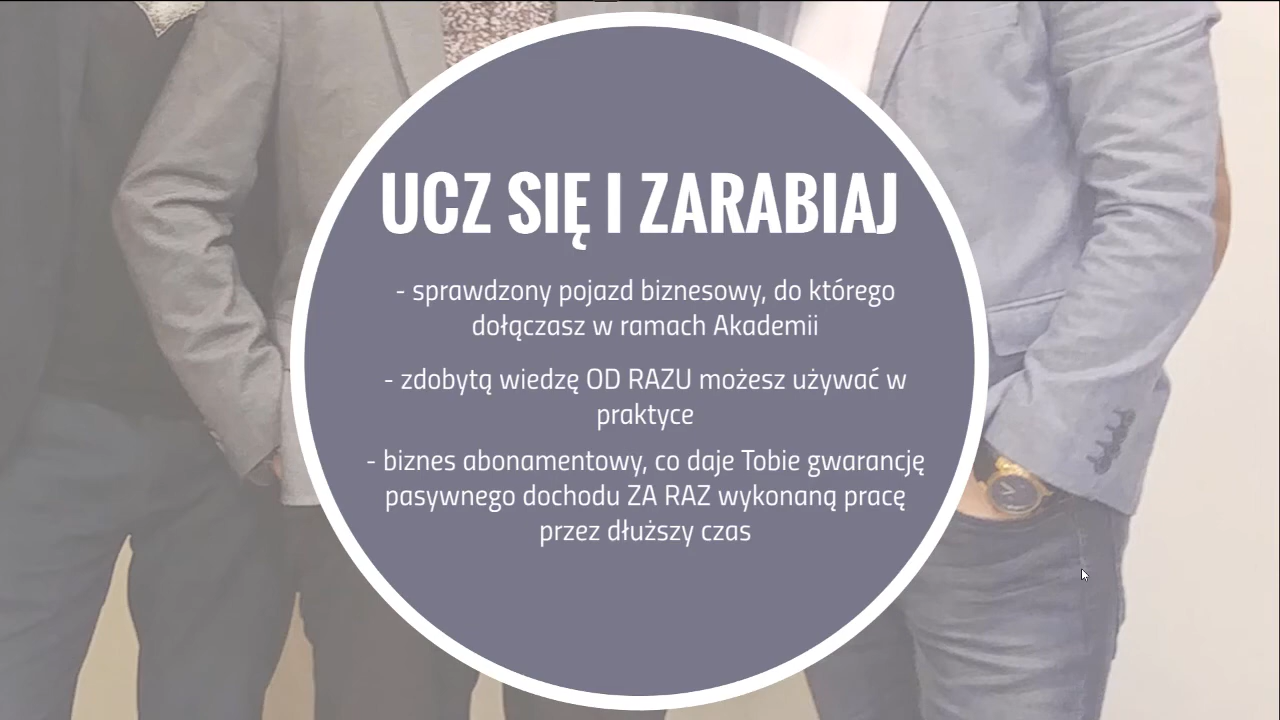 UCZ SIĘ I ZARABIAJ
- sprawdzony pojazd biznesowy, do którego
dołączasz w ramach Akademii
- zdobytą wiedzę OD RAZU możesz używać w
praktyce
- biznes abonamentowy, co daje Tobie gwarancję
pasywnego dochodu ZA RAZ wykonaną pracę
przez dłuższy czas